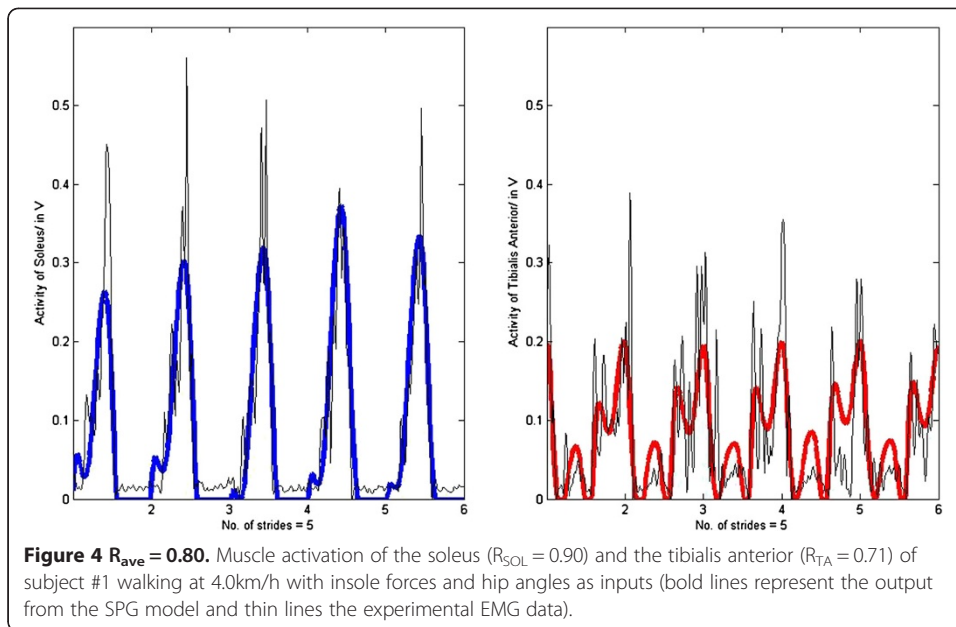 0.5
0.4
0.3
0.2
0.1
0
Activity of Soleus/ in V
2 3 4 5 6
No. of strides = 5
0.5
0.4
0.3
0.2
0.1
0
Activity of Tibialis Anterior/ in V
2 3 4 5 6
No. of strides = 5
Figure 4 Rave = 0.80. Muscle activation of the soleus (RSOL = 0.90) and the tibialis anterior (RTA = 0.71) of
subject #1 walking at 4.0km/h with insole forces and hip angles as inputs (bold lines represent the output
from the SPG model and thin lines the experimental EMG data).